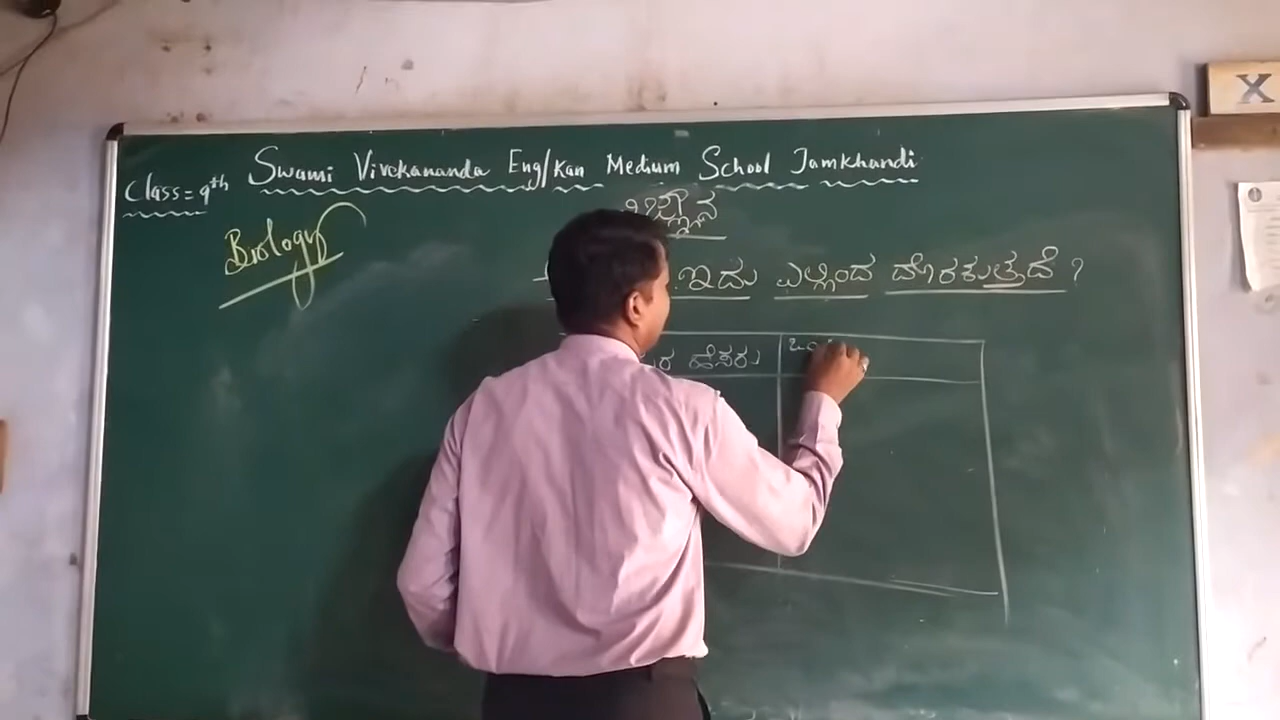 Class = 9th Swami Vivekananda Eng/Kan Medium School Jamkhandi
Biology
ವಿಜ್ಞಾನ
ಇದು ಎಲ್ಲಿಂದ ದೊರಕುತ್ತದೆ ?
ಹೆಸರು
X